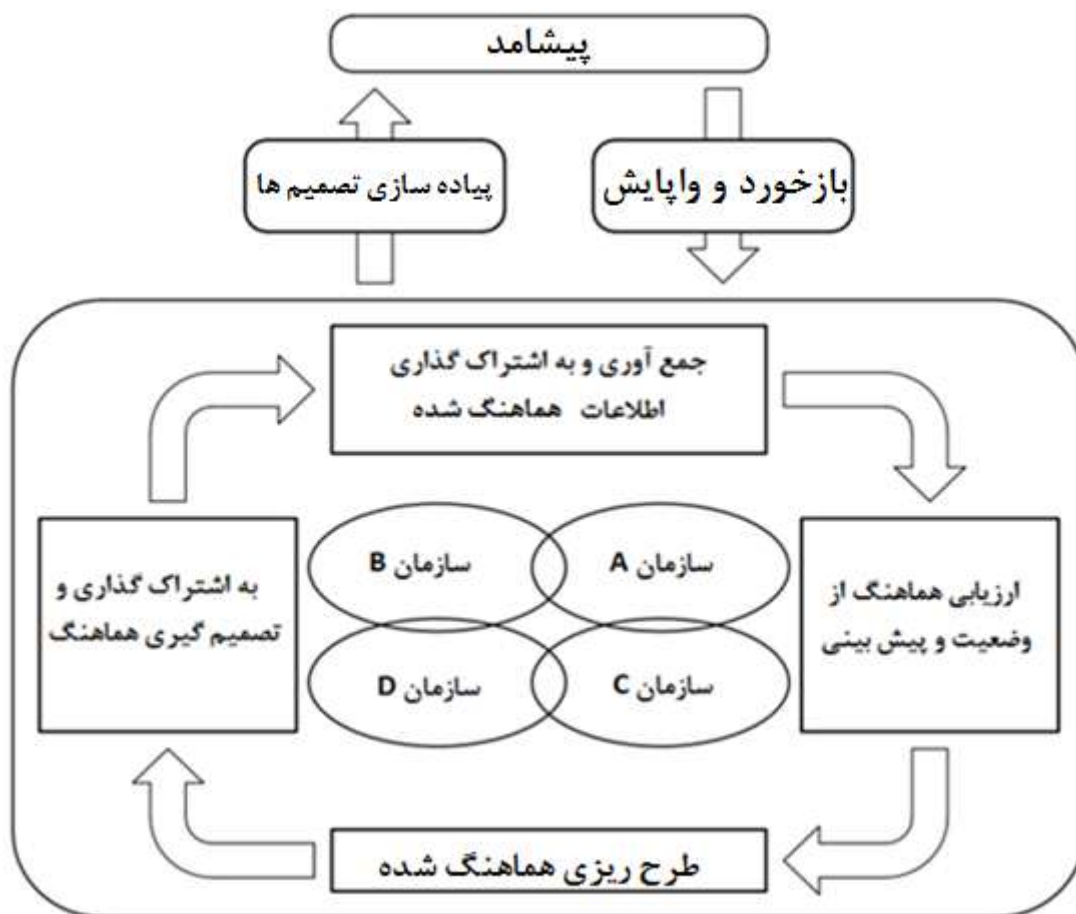 پیشامد
بازخورد و واپایش
پیاده سازی تصمیم ها
جمع آوری و به اشتراک گذاری
اطلاعات هماهنگ شده
ارزیابی هماهنگ از
وضعیت و پیش بینی
سازمان A
سازمان B
سازمان C
سازمان D
به اشتراک گذاری و
تصمیم گیری هماهنگ
طرح ریزی هماهنگ شده